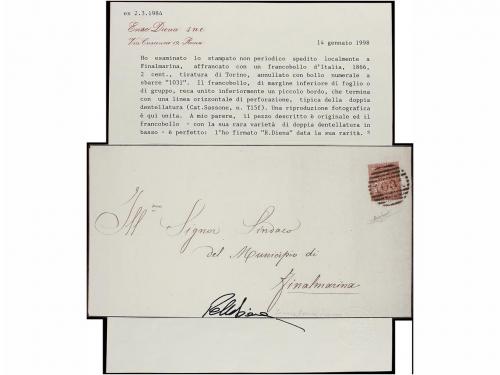 ex 2.3.1984
Enzo Diena s.n.c.
Via Crescenzio 19, Roma
14 gennaio 1998
Ho esaminato lo stampato non periodico spedito localmente a
Finalmarina, affrancato con un francobollo d'Italia, 1866,
2 cent., tiratura di Torino, annullato con bollo numerale a
sbarre "1031". Il francobollo, di margine inferiore di foglio o
di gruppo, reca unito inferiormente un piccolo bordo, che termina
con una linea orizzontale di perforazione, tipica della doppia
dentellatura (Cat.Sassone, n. T15f). Una riproduzione fotografica
è qui unita. A mio parere, il pezzo descritto è originale ed il
francobollo - con la sua rara varietà di doppia dentellatura in
basso - è perfetto: l'ho firmato "E.Diena" data la sua rarità.
Ill Signor Sindaco
del Municipio di
Finalmarina